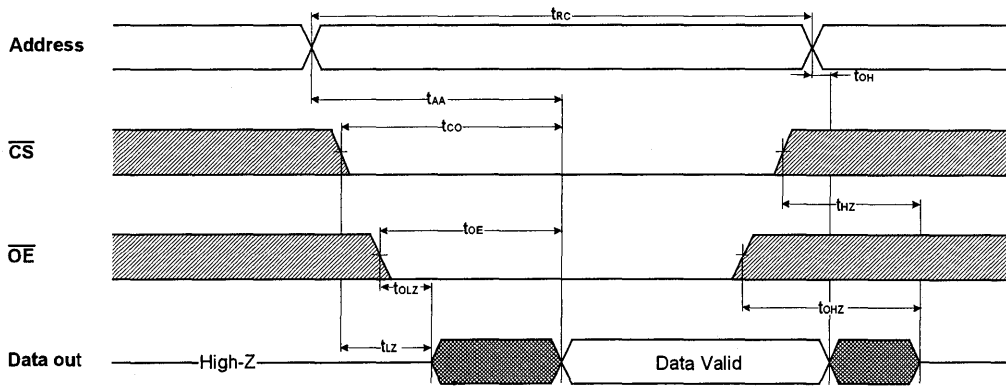 tRC
Address
tOH
tAA
tCO
CS
tHZ
tOE
OE
tOLZ
tOHZ
tLZ
Data out
High-Z
Data Valid